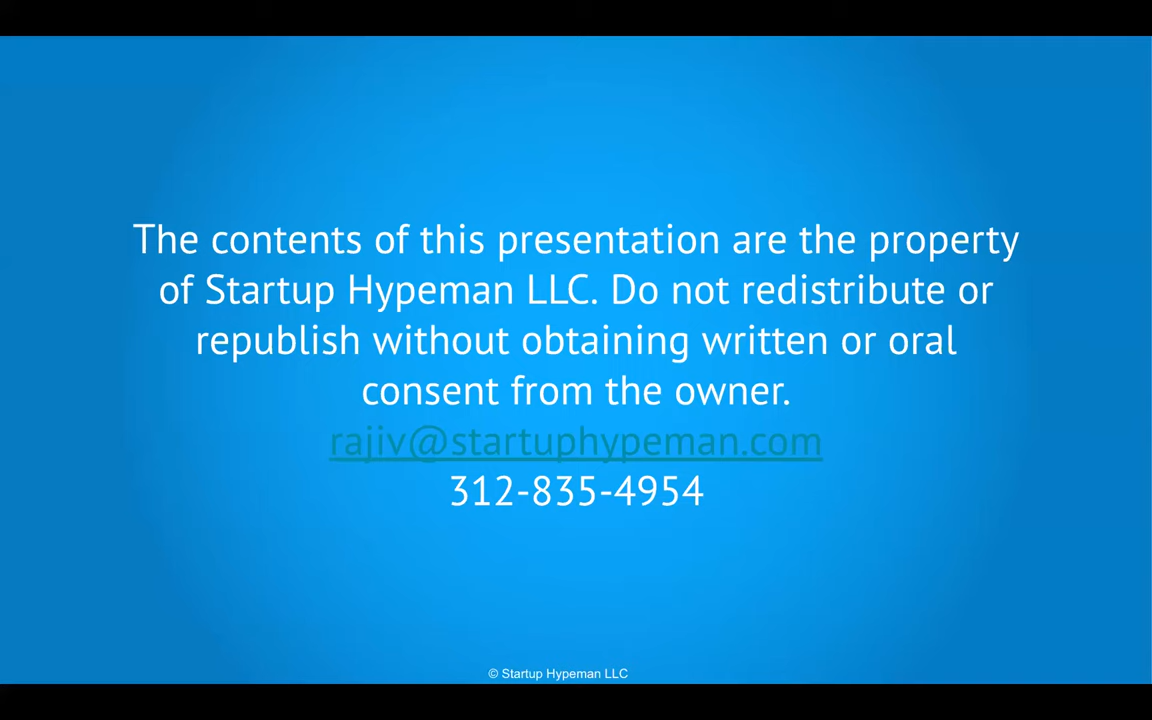 The contents of this presentation are the property
of Startup Hypeman LLC. Do not redistribute or
republish without obtaining written or oral
consent from the owner.
rajiv@startuphypeman.com
312-835-4954
© Startup Hypeman LLC